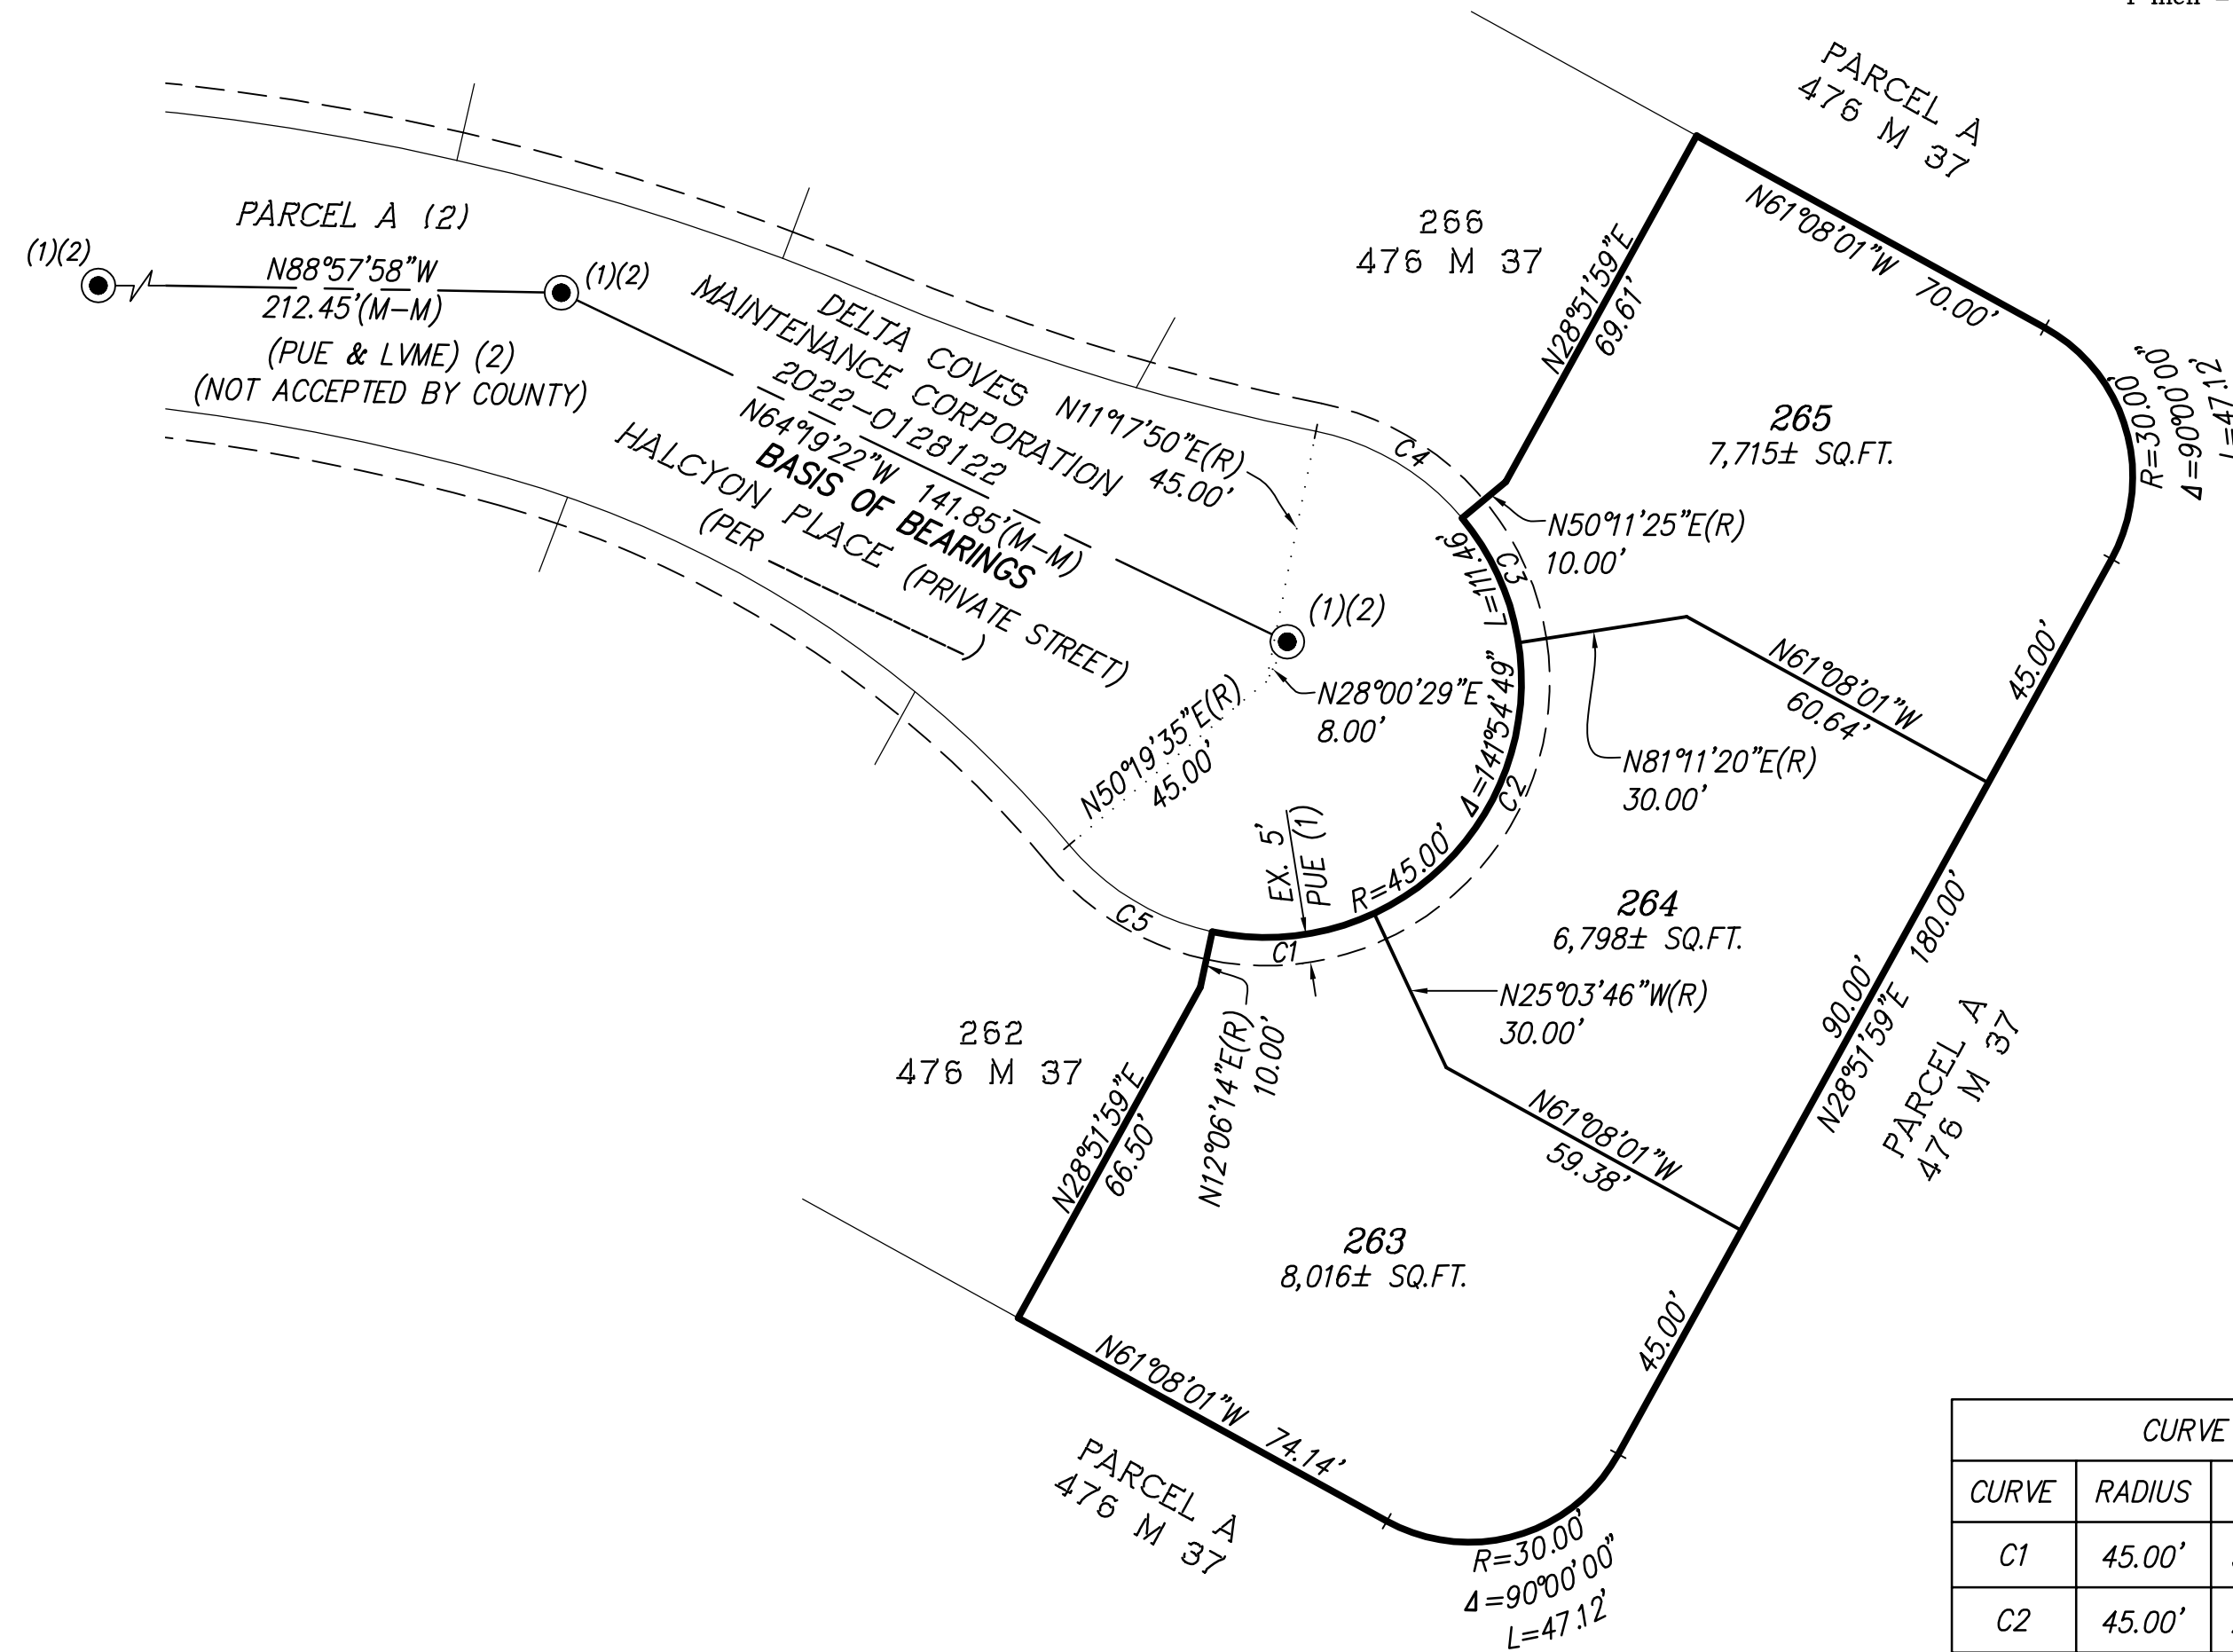 PARCEL A
476 M 37
PARCEL A (2)
(1)(2)
N88°57'58"W
212.45'(M-M)
(1)(2)
(PUE & LVME) (2)
(NOT ACCEPTED BY COUNTY)
DELTA COVES
MAINTENANCE CORPORATION
2022-0128122
N64°19'22"W 141.85'(M-M)
BASIS OF BEARINGS
HALCYON PLACE (PRIVATE STREET)
(PER )
N11°17'50"E(R)
45.00'
266
476 M 37
N28°51'59"E
69.61'
N61°08'01"W 70.00'
R=30.00'
Δ=90°00'00"
L=47.12'
265
7,715± SQ.FT.
C4
N50°11'25"E(R)
10.00'
C3
L=111.46'
(1)(2)
N28°00'29"E
8.00'
Δ=141°54'49"
C2
N61°08'01"W
60.64'
45.00'
N81°11'20"E(R)
30.00'
N50°19'35"E(R)
45.00'
EX. 5'
PUE (1)
R=45.00'
C5
C1
264
6,798± SQ.FT.
N25°03'46"W(R)
30.00'
180.00'
90.00'
N28°51'59"E
PARCEL A
476 M 37
262
476 M 37
N28°51'59"E
66.50'
N12°06'14"E(R)
10.00'
N61°08'01"W
59.38'
263
8,016± SQ.FT.
45.00'
N61°08'01"W 74.14'
PARCEL A
476 M 37
R=30.00'
Δ=90°00'00"
L=47.12'
CURVE
CURVE RADIUS
C1 45.00'
C2 45.00'